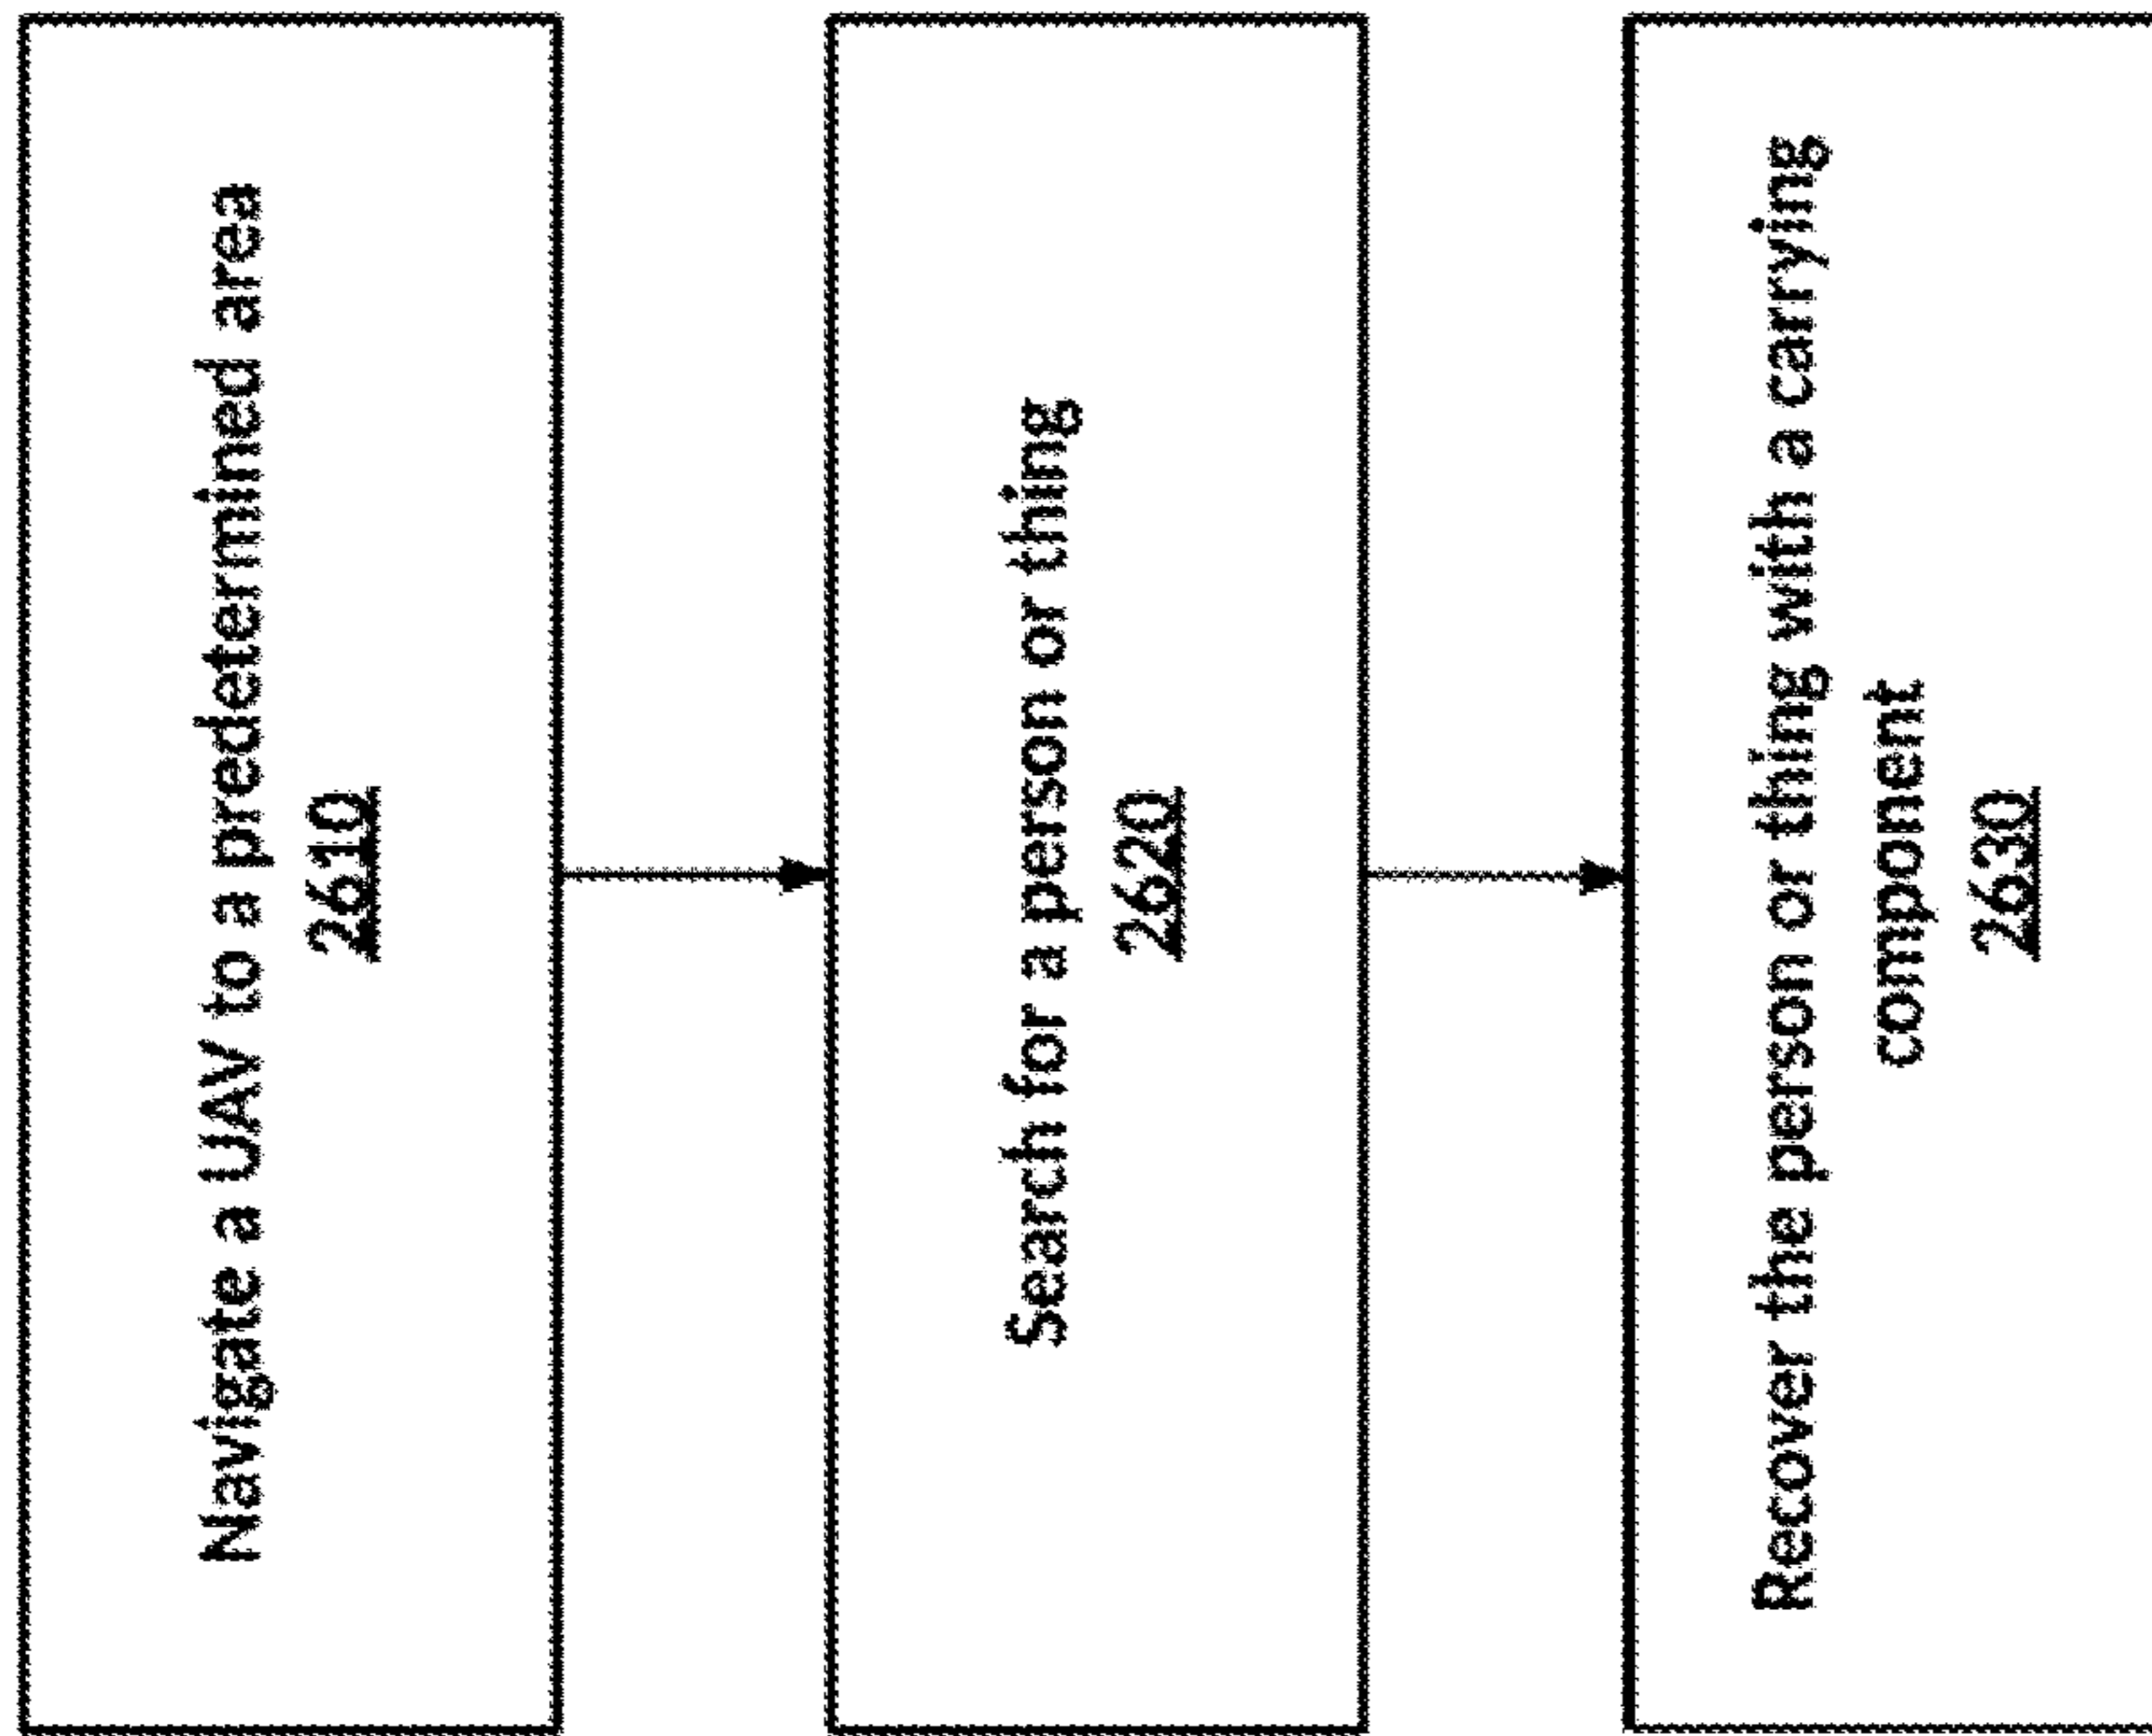 Navigate a UAV to a predetermined area
2610
Search for a person or thing
2620
Recover the person or thing with a carrying
component
2630